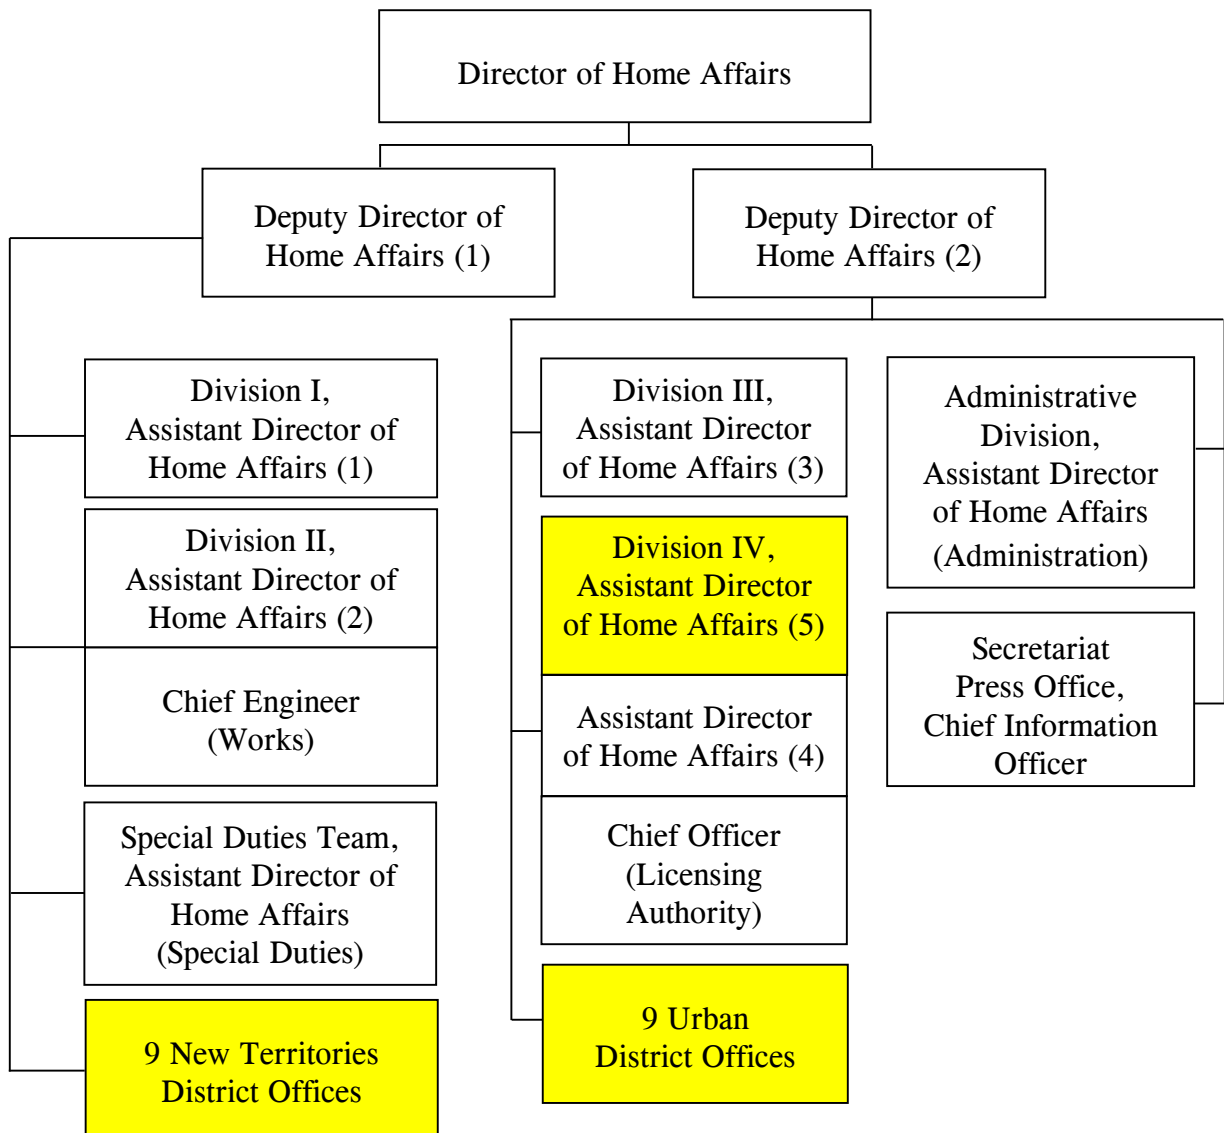 Director of Home Affairs
Deputy Director of
Home Affairs (1)
Deputy Director of
Home Affairs (2)
Division I,
Assistant Director of
Home Affairs (1)
Division II,
Assistant Director of
Home Affairs (2)
Chief Engineer
(Works)
Special Duties Team,
Assistant Director of
Home Affairs
(Special Duties)
9 New Territories
District Offices
Division III,
Assistant Director
of Home Affairs (3)
Division IV,
Assistant Director
of Home Affairs (5)
Assistant Director
of Home Affairs (4)
Chief Officer
(Licensing
Authority)
9 Urban
District Offices
Administrative
Division,
Assistant Director
of Home Affairs
(Administration)
Secretariat
Press Office,
Chief Information
Officer